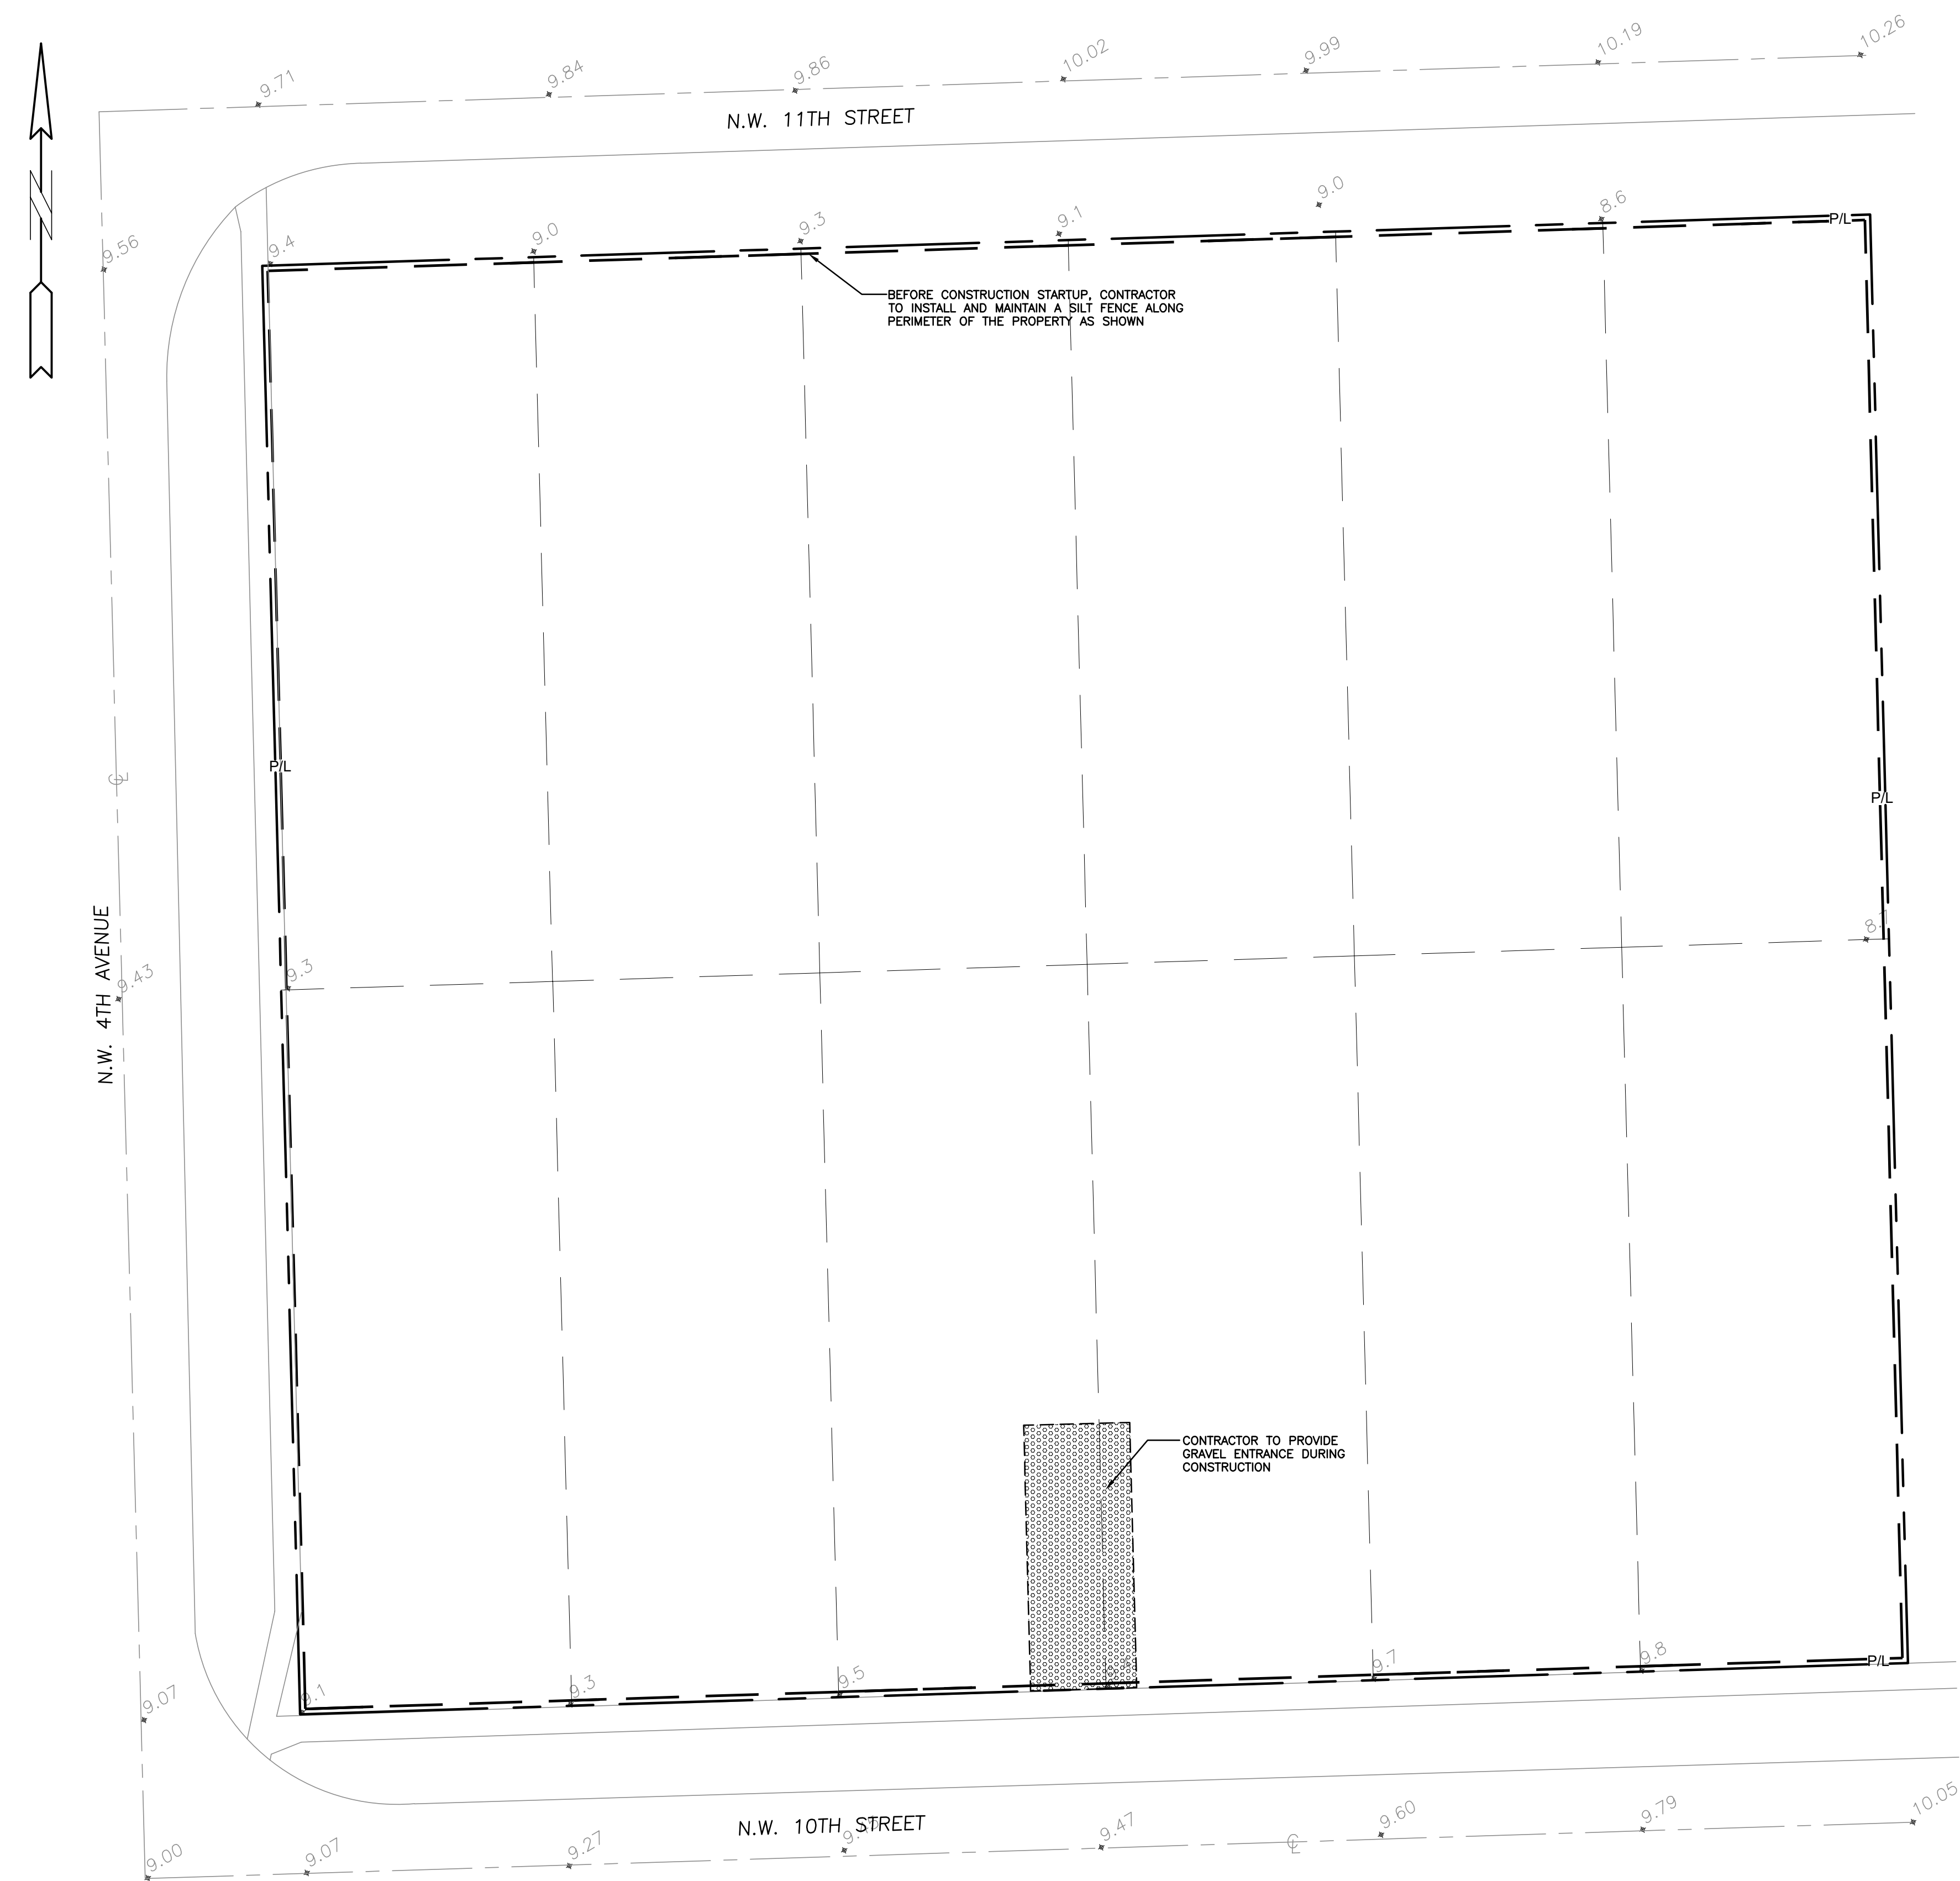 10.26
10.19
9.99
10.02
9.86
9.84
9.71
N.W. 11TH STREET
N
8.6
9.0
9.1
9.3
9.0
9.4
9.56
P/L
BEFORE CONSTRUCTION STARTUP, CONTRACTOR
TO INSTALL AND MAINTAIN A SILT FENCE ALONG
PERIMETER OF THE PROPERTY AS SHOWN
P/L
P/L
9.3
9.43
N.W. 4TH AVENUE
CONTRACTOR TO PROVIDE
GRAVEL ENTRANCE DURING
CONSTRUCTION
9.8
9.7
P/L
9.5
9.3
9.1
9.07
N.W. 10TH STREET
10.05
9.79
9.60
9.47
9.27
9.07
9.00